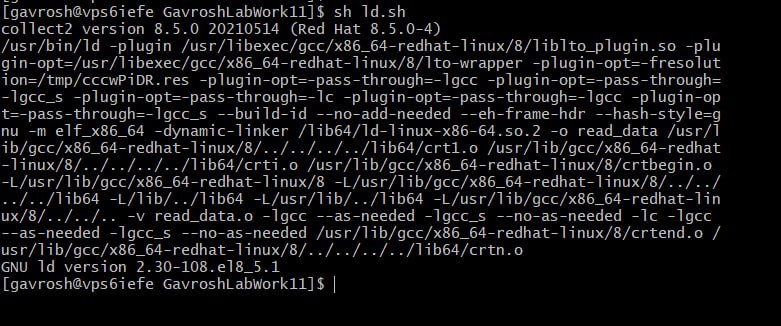 [gavrosh@vps6iefe GavroshLabWork11]$ sh ld.sh
collect2 version 8.5.0 20210514 (Red Hat 8.5.0-4)
/usr/bin/ld -plugin /usr/libexec/gcc/x86_64-redhat-linux/8/liblto_plugin.so -plu
gin-opt=/usr/libexec/gcc/x86_64-redhat-linux/8/lto-wrapper -plugin-opt=-fresolut
ion=/tmp/cccwPiDR.res -plugin-opt=-pass-through=-lgcc -plugin-opt=-pass-through=
-lgcc_s -plugin-opt=-pass-through=-lc -plugin-opt=-pass-through=-lgcc -plugin-op
t=-pass-through=-lgcc_s --build-id --no-add-needed --eh-frame-hdr --hash-style=g
nu -m elf_x86_64 -dynamic-linker /lib64/ld-linux-x86-64.so.2 -o read_data /usr/l
ib/gcc/x86_64-redhat-linux/8/../../../../lib64/crt1.o /usr/lib/gcc/x86_64-redhat
-linux/8/../../../../lib64/crti.o /usr/lib/gcc/x86_64-redhat-linux/8/crtbegin.o
-L/usr/lib/gcc/x86_64-redhat-linux/8 -L/usr/lib/gcc/x86_64-redhat-linux/8/../../
../../lib64 -L/lib/../lib64 -L/usr/lib/../lib64 -L/usr/lib/gcc/x86_64-redhat-lin
ux/8/../../.. -v read_data.o -lgcc --as-needed -lgcc_s --no-as-needed -lc -lgcc
--as-needed -lgcc_s --no-as-needed /usr/lib/gcc/x86_64-redhat-linux/8/crtend.o /
usr/lib/gcc/x86_64-redhat-linux/8/../../../../lib64/crtn.o
GNU ld version 2.30-108.el8_5.1
[gavrosh@vps6iefe GavroshLabWork11]$